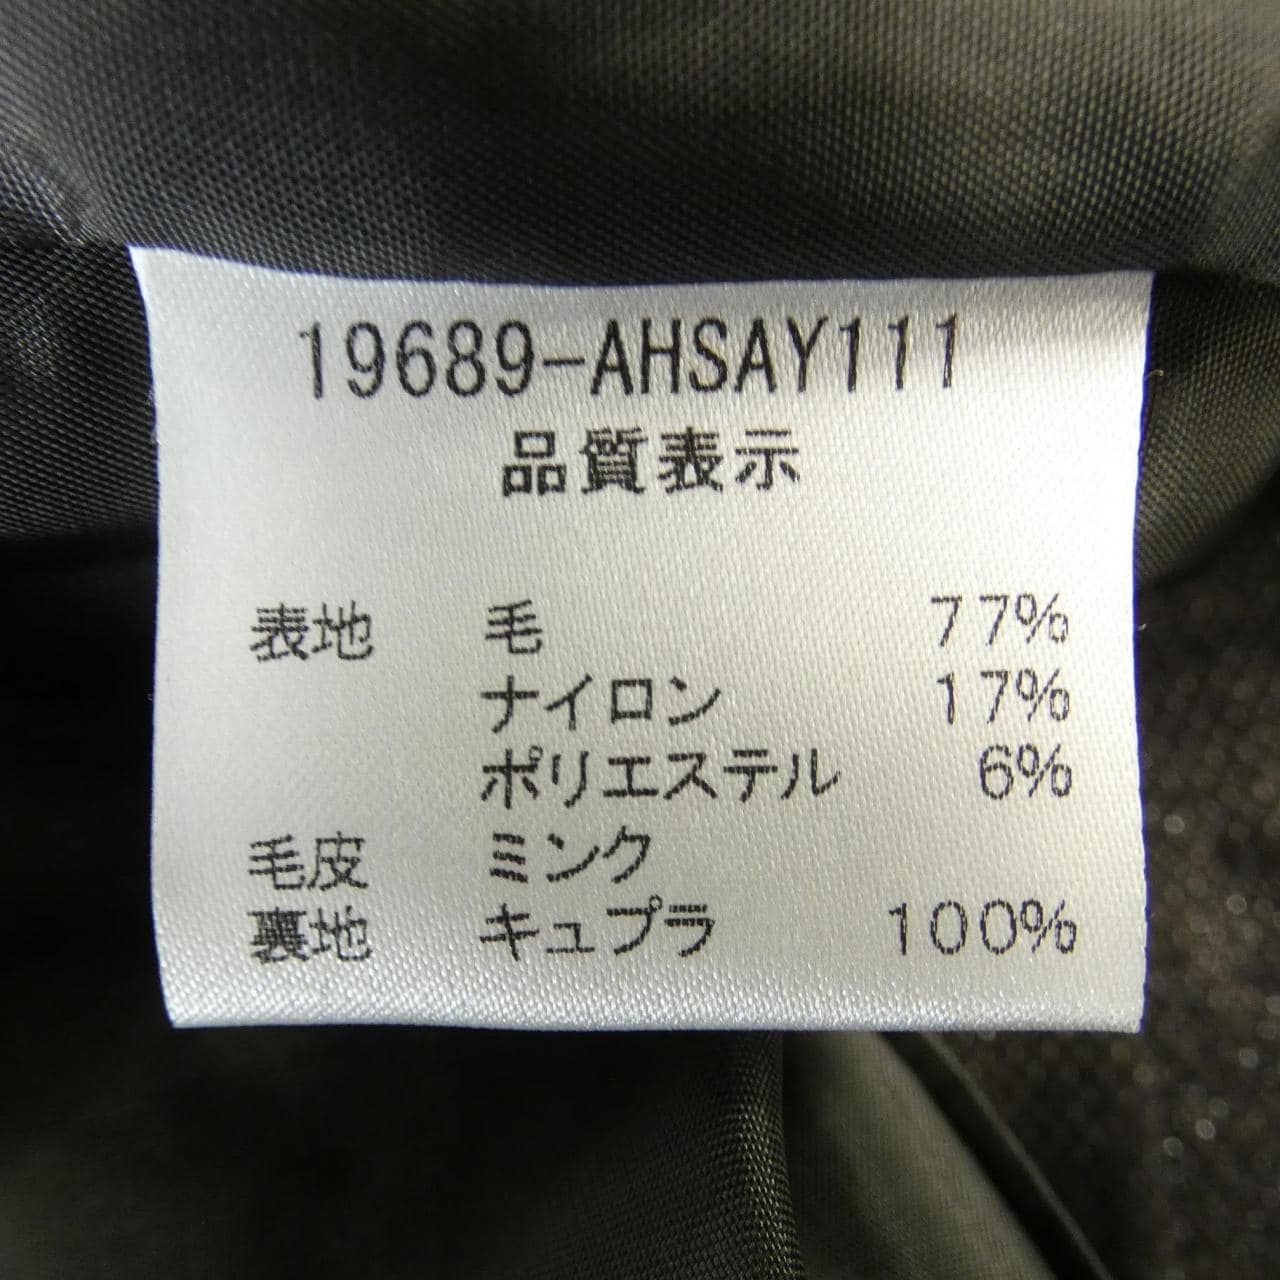 19689-AHSAY111
品質表示
表地 毛 77%
ナイロン 17%
ポリエステル 6%
毛皮 ミンク
裏地 キュプラ 100%